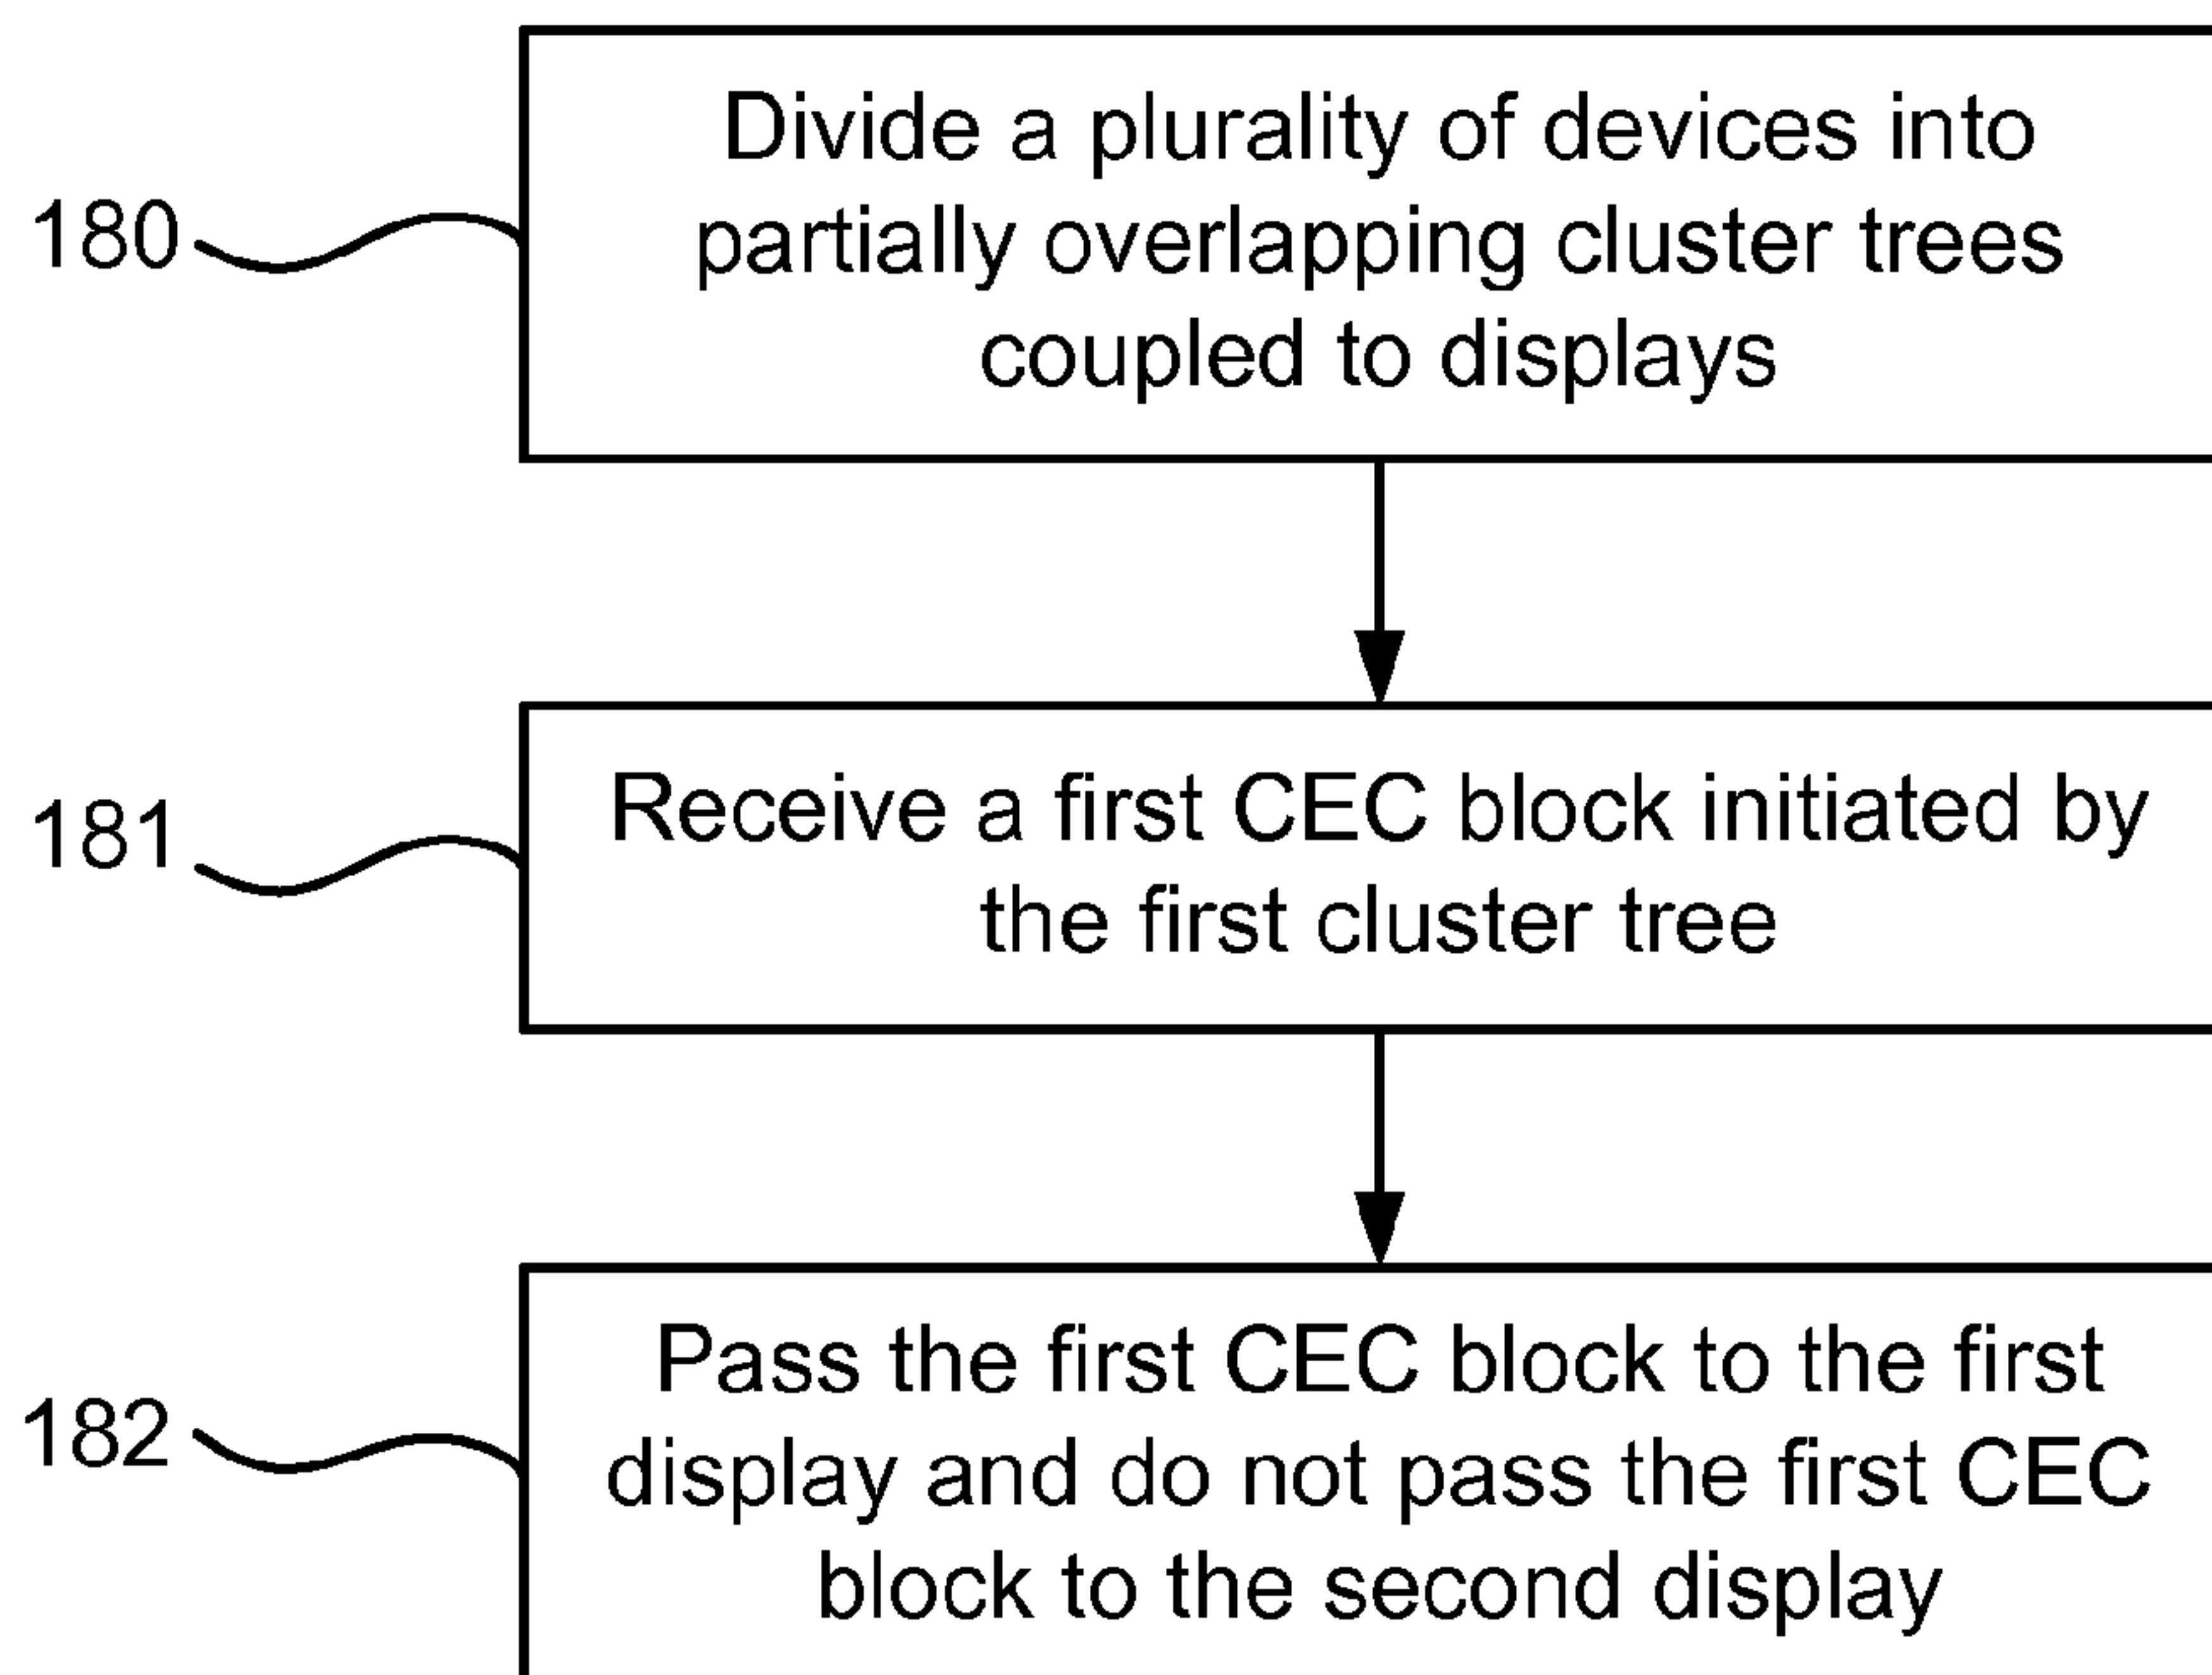 180
Divide a plurality of devices into
partially overlapping cluster trees
coupled to displays
181
Receive a first CEC block initiated by
the first cluster tree
182
Pass the first CEC block to the first
display and do not pass the first CEC
block to the second display